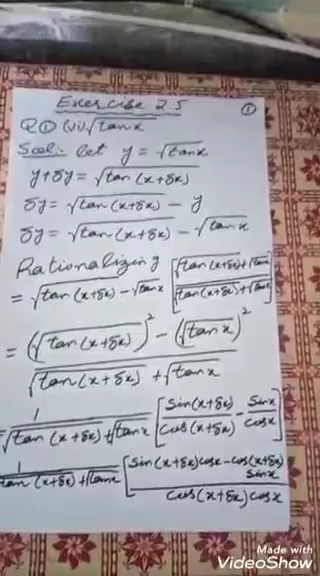 Exercise 2.5 ①
Q① (vi) √tanx
Sol:- let y = √tanx
y+δy = √tan(x+δx)
δy = √tan(x+δx) - y
δy = √tan(x+δx) - √tanx
Rationalizing
= √tan(x+δx) - √tanx [√tan(x+δx)+√tanx / √tan(x+δx)+√tanx]
= (√tan(x+δx))² - (√tanx)² / √tan(x+δx) + √tanx
1 / √tan(x+δx)+√tanx [sin(x+δx)/cos(x+δx) - sinx/cosx]
1 / tan(x+δx)+√tanx [sin(x+δx)cosx - cos(x+δx) sinx / cos(x+δx)cosx
Made with
VideoShow